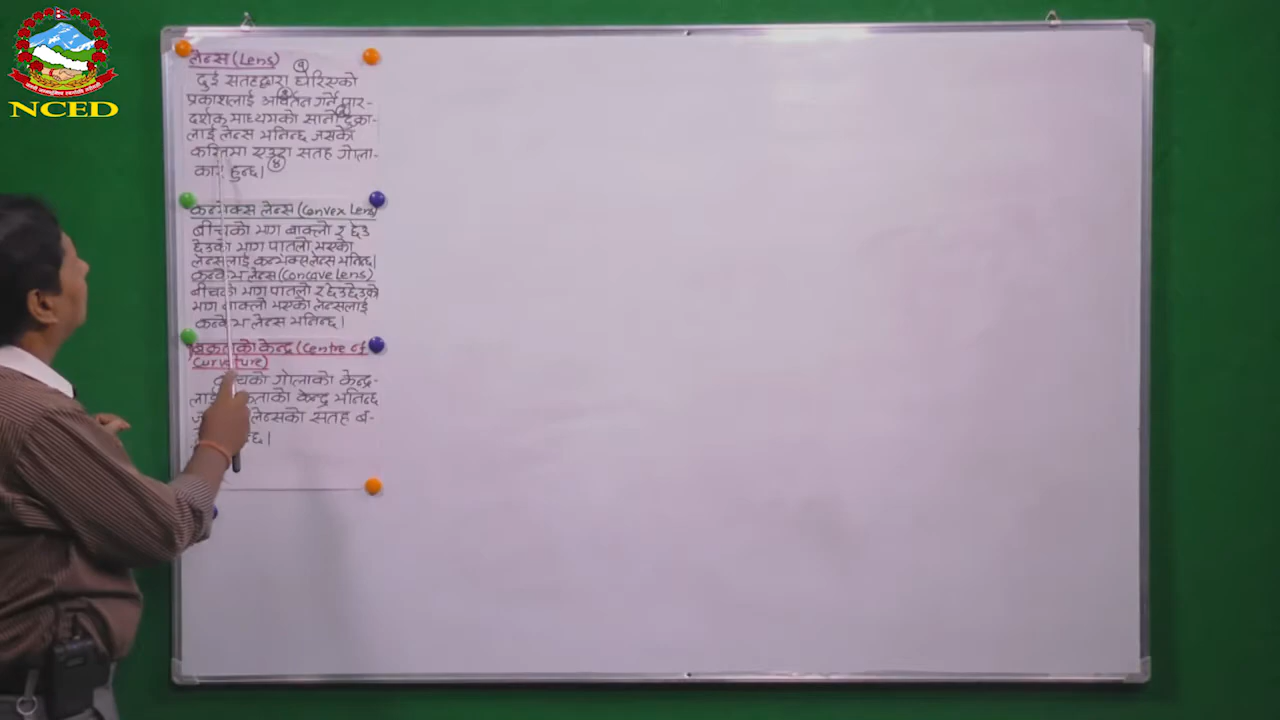 NCED
लेन्स (Lens)
दुई सतहद्वारा घेरिएको
प्रकाशलाई अवर्तित गर्ने पार-
दर्शक माध्यमको सानो टुक्रा-
लाई लेन्स भनिन्छ जसको
कम्तिमा एउटा सतह गोला-
कार हुन्छ।
कन्भेक्स लेन्स (Convex Lens)
बीचको भाग बाक्लो र छेउ
छेउको भाग पातलो भएको
लेन्सलाई कन्भेक्स लेन्स भनिन्छ।
कन्केभ लेन्स (Concave Lens)
बीचको भाग पातलो र छेउछेउको
भाग बाक्लो भएको लेन्सलाई
कन्केभ लेन्स भनिन्छ।
वक्रताको केन्द्र (Centre of
Curvature)
गोलाको केन्द्र-
लाई केन्द्र भनिन्छ
लेन्सको सतह